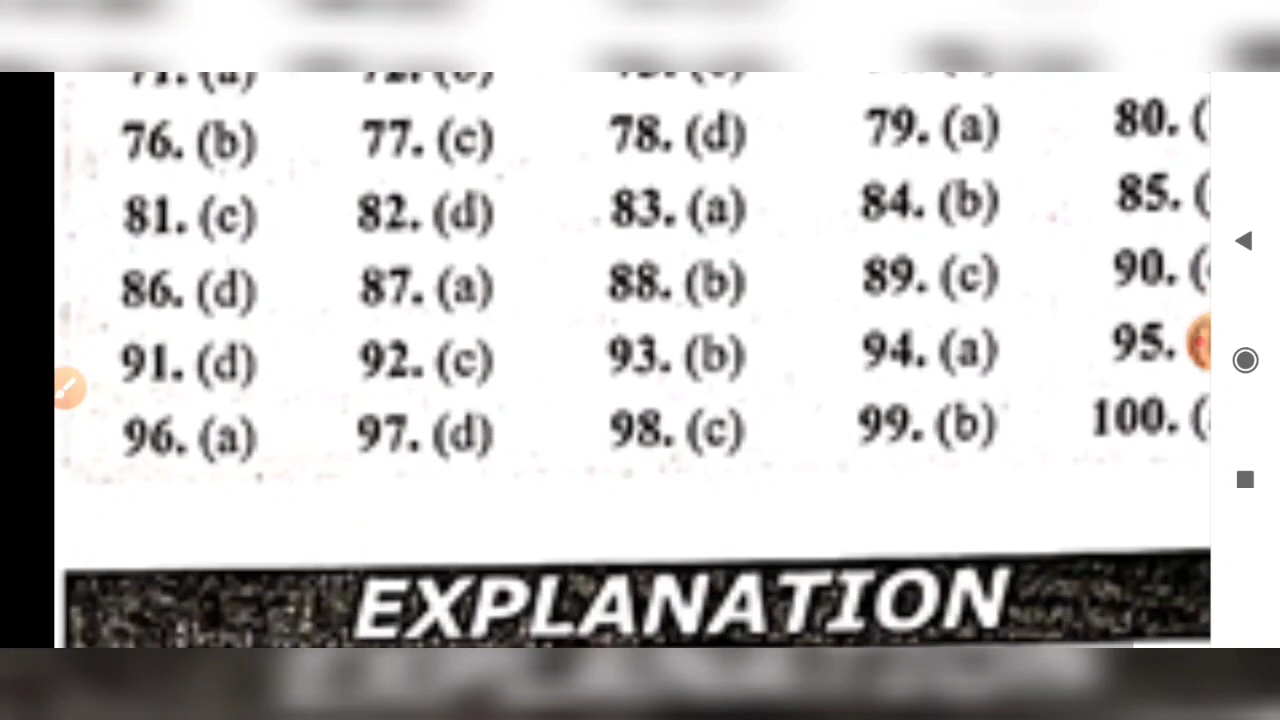 76. (b) 77. (c) 78. (d) 79. (a) 80. (
81. (c) 82. (d) 83. (a) 84. (b) 85. (
86. (d) 87. (a) 88. (b) 89. (c) 90. (
91. (d) 92. (c) 93. (b) 94. (a) 95.
96. (a) 97. (d) 98. (c) 99. (b) 100. (
EXPLANATION